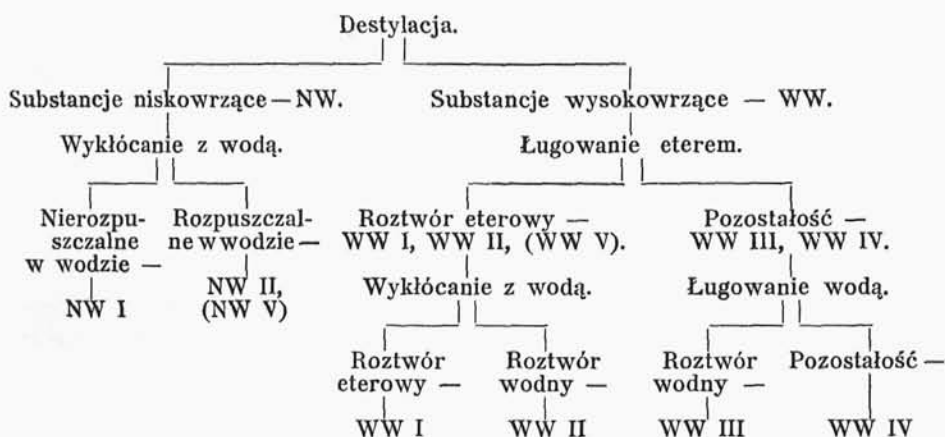 Destylacja.
Substancje niskowrzące — NW.
Substancje wysokowrzące — WW.
Wykłócanie z wodą.
Ługowanie eterem.
Nierozpu-
szczalne
w wodzie —
NW I
Rozpuszczal-
ne w wodzie —
NW II,
(NW V)
Roztwór eterowy —
WW I, WW II, (WW V).
Pozostałość —
WW III, WW IV.
Wykłócanie z wodą.
Ługowanie wodą.
Roztwór
eterowy —
WW I
Roztwór
wodny —
WW II
Roztwór
wodny —
WW III
Pozostałość —
WW IV